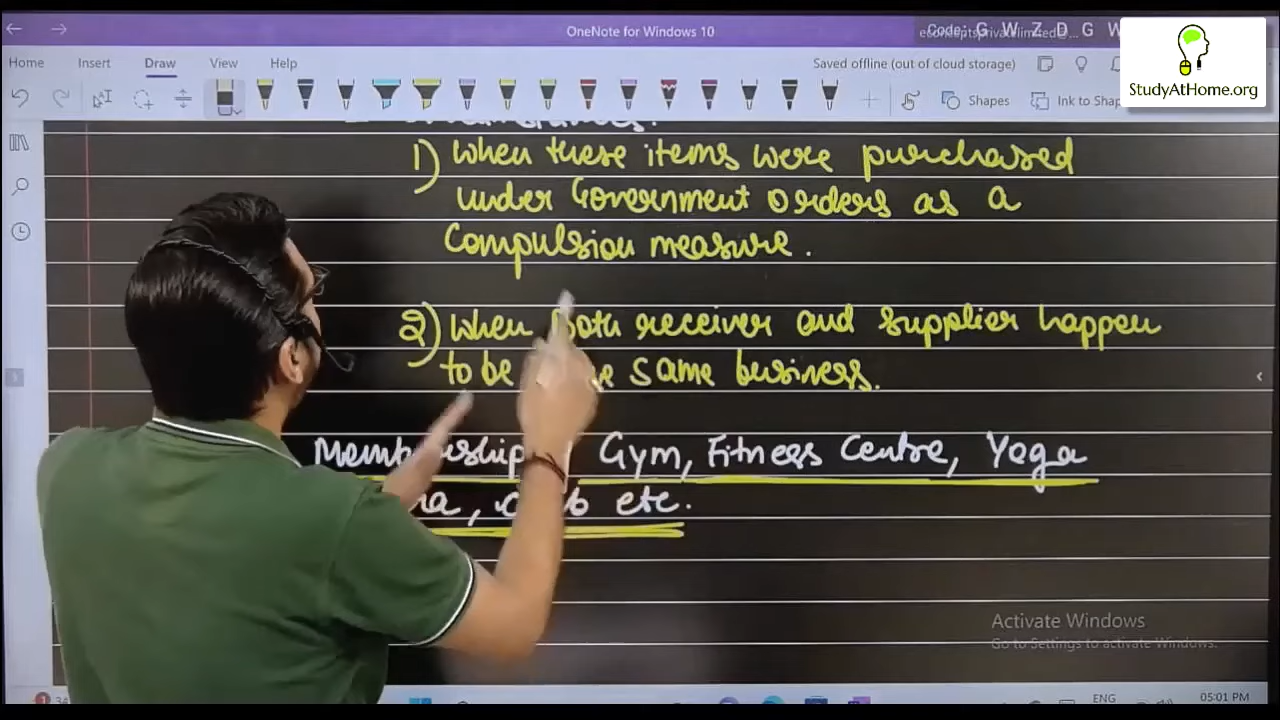 OneNote for Windows 10
Code: G W Z D G W
StudyAtHome.org
Home Insert Draw View Help
Saved offline (out of cloud storage)
Shapes
Ink to Shap
1) When these items were purchased
under Government orders as a
Compulsion measure.
2) When both receiver and supplier happen
to be same business.
Membership Gym, Fitness Centre, Yoga
etc.
Activate Windows
Go to Settings to activate Windows.
ENG
05:01 PM